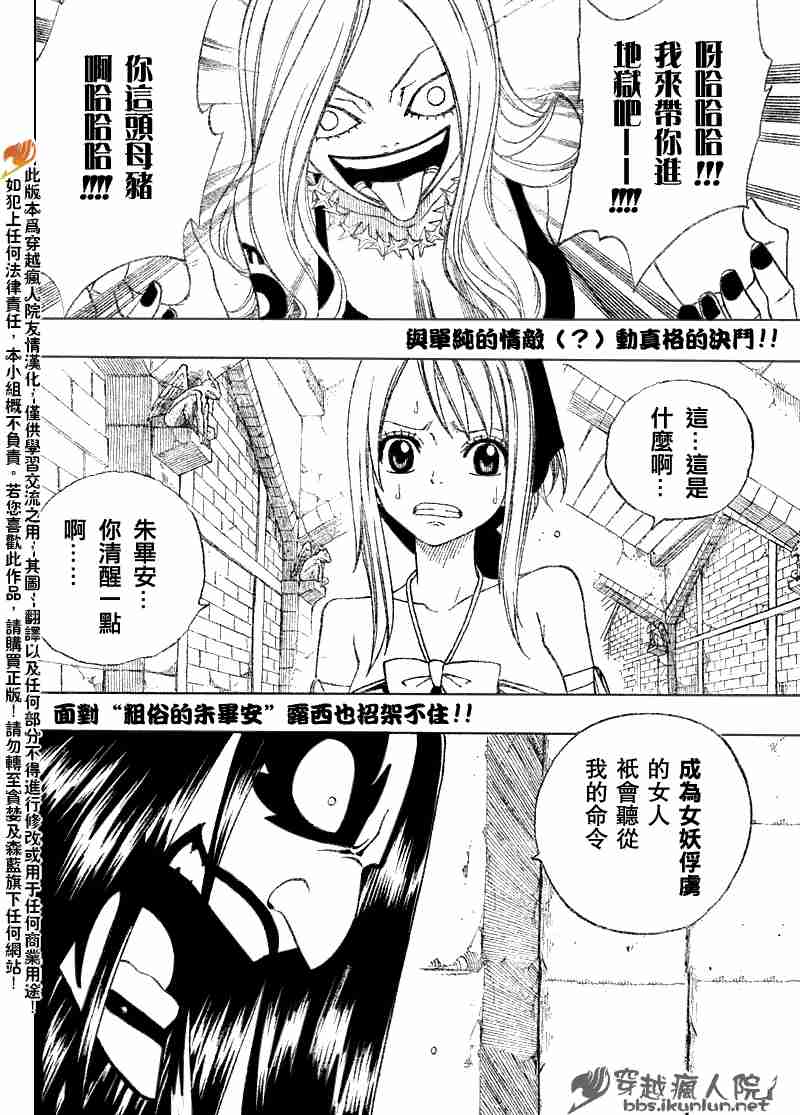 呀哈哈哈!!!
我來帶你進
地獄吧——
!!!!
你這頭母豬
啊哈哈哈!!!!
與單純的情敵（？）動真格的決鬥!!
這…這是
什麼啊…
朱畢安…
你清醒一點
啊……
面對“粗俗的朱畢安”露西也招架不住!!
成為女妖俘虜
的女人
衹會聽從
我的命令
此版本爲穿越瘋人院友情漢化，僅供學習交流之用，其圖、翻譯以及任何部分不得進行修改或用于任何商業用途！
如犯上任何法律責任，本小組概不負責。若您喜歡此作品，請購買正版！請勿轉至貪婪及森藍旗下任何網站！
穿越瘋人院
bbs.ikunlun.net